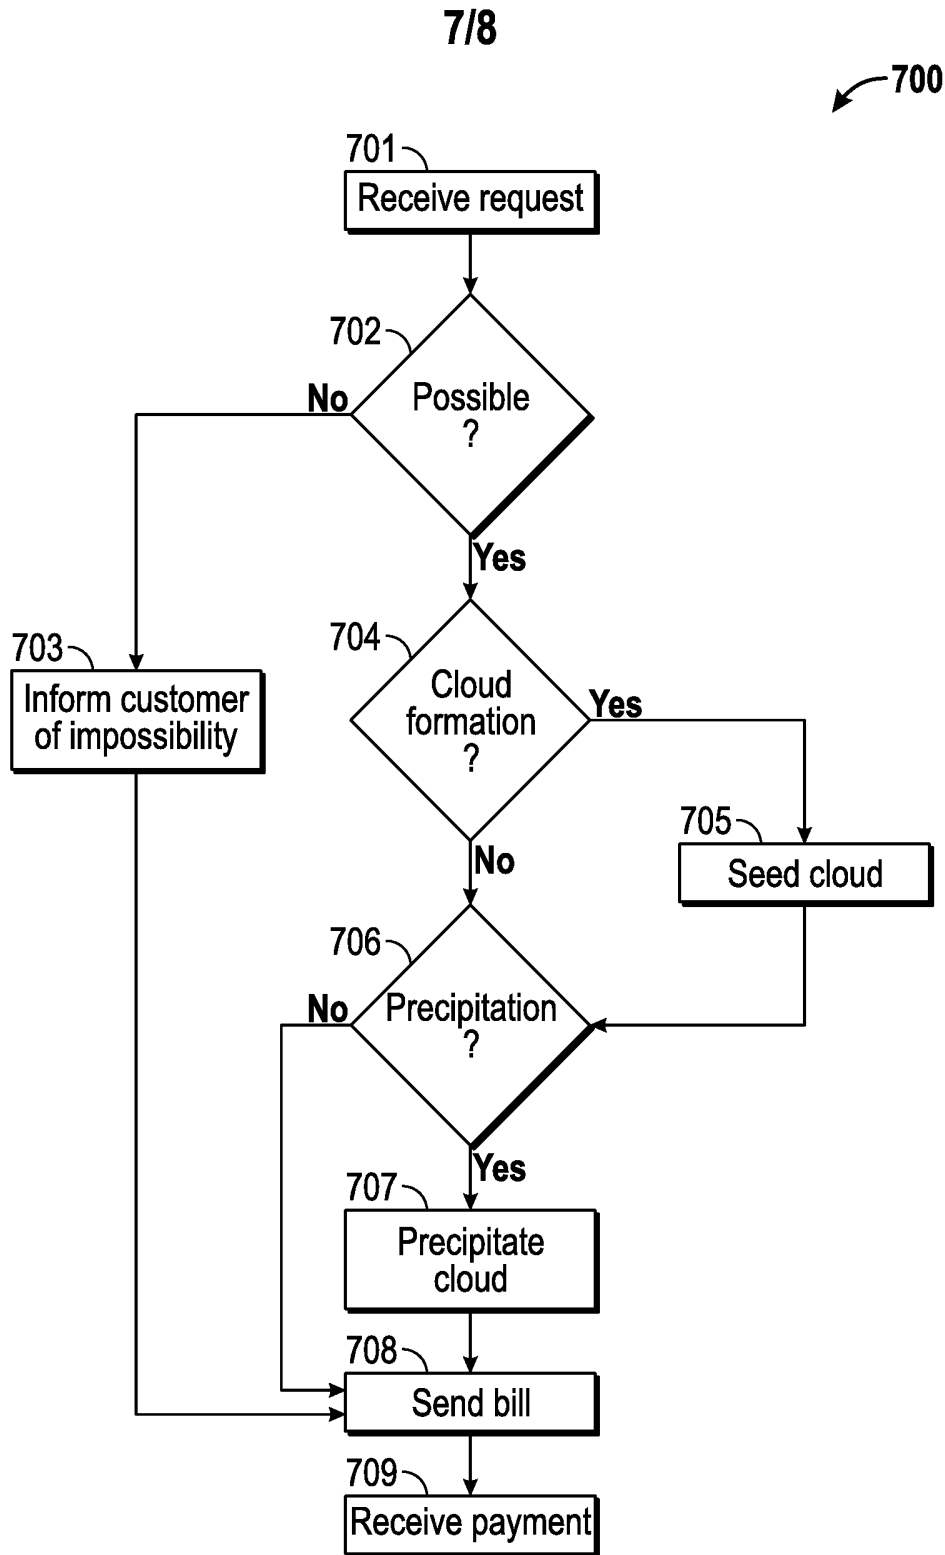 7/8
700
701
Receive request
702
No
Possible
?
Yes
703
Inform customer
of impossibility
704
Cloud
formation
?
Yes
No
705
Seed cloud
706
No
Precipitation
?
Yes
707
Precipitate
cloud
708
Send bill
709
Receive payment